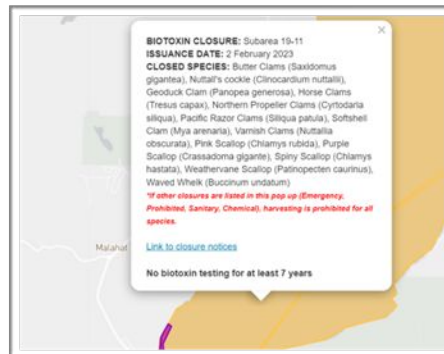 ×
BIOTOXIN CLOSURE: Subarea 19-11
ISSUANCE DATE: 2 February 2023
CLOSED SPECIES: Butter Clams (Saxidomus
gigantea), Nuttall's cockle (Clinocardium nuttallii),
Geoduck Clam (Panopea generosa), Horse Clams
(Tresus capax), Northern Propeller Clams (Cyrtodaria
siliqua), Pacific Razor Clams (Siliqua patula), Softshell
Clam (Mya arenaria), Varnish Clams (Nuttallia
obscurata), Pink Scallop (Chlamys rubida), Purple
Scallop (Crassadoma gigante), Spiny Scallop (Chlamys
hastata), Weathervane Scallop (Patinopecten caurinus),
Waved Whelk (Buccinum undatum)
*If other closures are listed in this pop up (Emergency,
Prohibited, Sanitary, Chemical), harvesting is prohibited for all
species.
Malahat
Link to closure notices
No biotoxin testing for at least 7 years